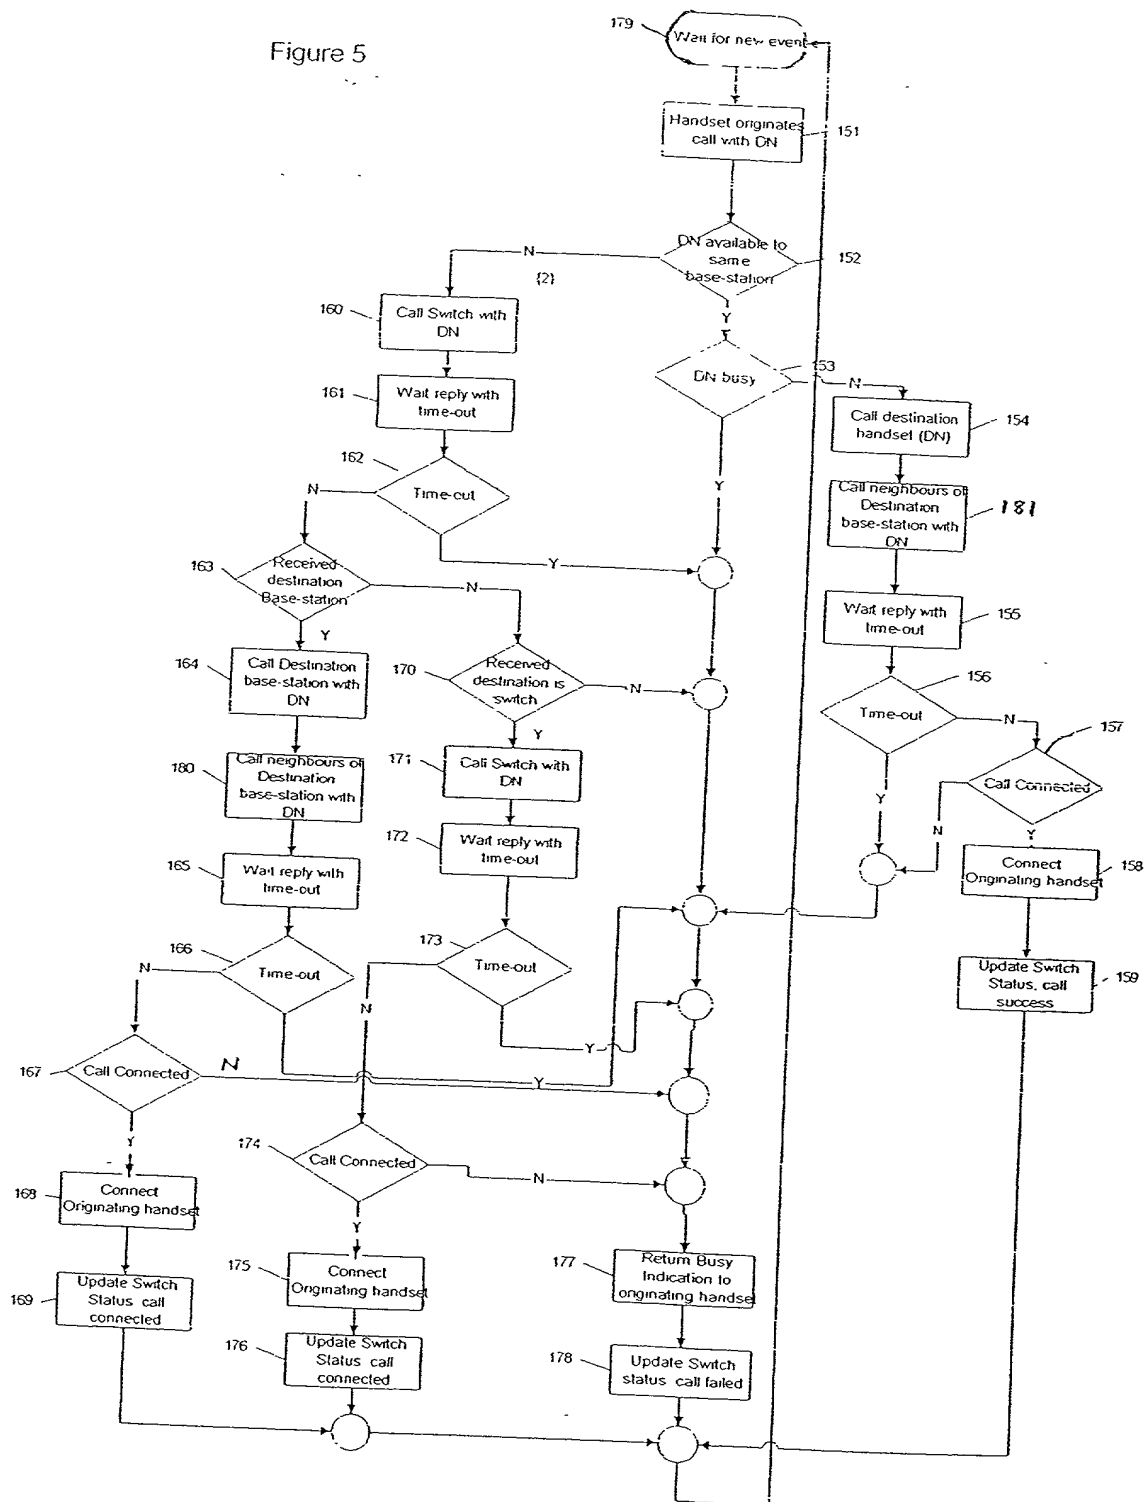 Figure 5
179
Wait for new event
Handset originates
call with DN
151
DN available to
same
base-station
152
N
{2}
Y
160
Call Switch with
DN
DN busy
153
N
161
Wait reply with
time-out
Call destination
handset (DN)
154
162
Time-out
N
Y
Y
Call neighbours of
Destination
base-station with
DN
181
163
Received
destination
Base-station
N
Y
Wait reply with
time-out
155
164
Call Destination
base-station with
DN
170
Received
destination is
switch
N
Y
156
Time-out
N
Y
157
Call Connected
N
Y
180
Call neighbours of
Destination
base-station with
DN
171
Call Switch with
DN
172
Wait reply with
time-out
165
Wait reply with
time-out
Connect
Originating handset
158
166
Time-out
N
Y
173
Time-out
N
Y
Update Switch
Status, call
success
159
167
Call Connected
N
Y
174
Call Connected
N
Y
168
Connect
Originating handset
175
Connect
Originating handset
177
Return Busy
Indication to
originating handset
169
Update Switch
Status call
connected
176
Update Switch
Status call
connected
178
Update Switch
status call failed